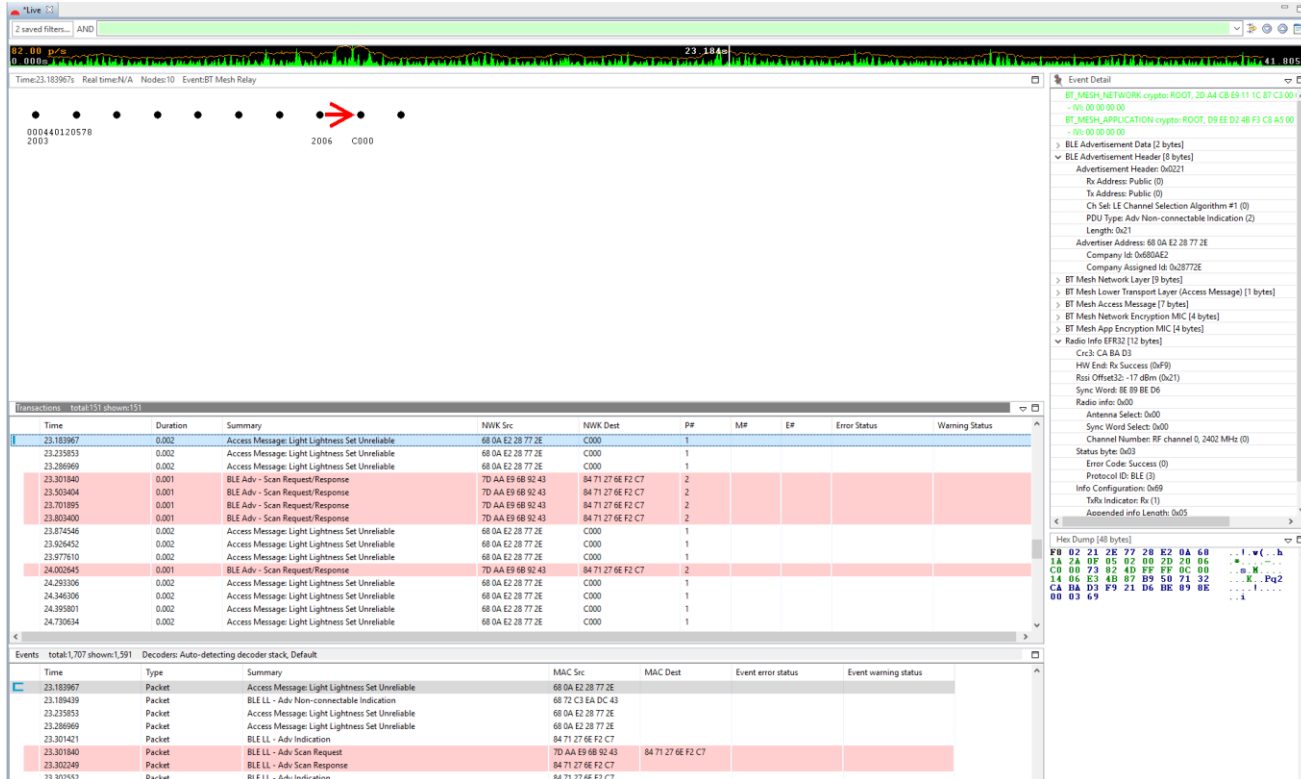 *Live
2 saved filters... AND
82.00 p/s 23.184s
0.000s 41.805
Time:23.183967s Real time:N/A Nodes:10 Event:BT Mesh Relay
000440120578
2003 2006 C000
Transactions total:151 shown:151
Time Duration Summary NWK Src NWK Dest P# M# E# Error Status Warning Status
23.183967 0.002 Access Message: Light Lightness Set Unreliable 68 0A E2 28 77 2E C000 1
23.235853 0.002 Access Message: Light Lightness Set Unreliable 68 0A E2 28 77 2E C000 1
23.286969 0.002 Access Message: Light Lightness Set Unreliable 68 0A E2 28 77 2E C000 1
23.301840 0.001 BLE Adv - Scan Request/Response 7D AA E9 6B 92 43 84 71 27 6E F2 C7 2
23.503404 0.001 BLE Adv - Scan Request/Response 7D AA E9 6B 92 43 84 71 27 6E F2 C7 2
23.701895 0.001 BLE Adv - Scan Request/Response 7D AA E9 6B 92 43 84 71 27 6E F2 C7 2
23.803400 0.001 BLE Adv - Scan Request/Response 7D AA E9 6B 92 43 84 71 27 6E F2 C7 2
23.874546 0.002 Access Message: Light Lightness Set Unreliable 68 0A E2 28 77 2E C000 1
23.926452 0.002 Access Message: Light Lightness Set Unreliable 68 0A E2 28 77 2E C000 1
23.977610 0.002 Access Message: Light Lightness Set Unreliable 68 0A E2 28 77 2E C000 1
24.002645 0.001 BLE Adv - Scan Request/Response 7D AA E9 6B 92 43 84 71 27 6E F2 C7 2
24.293306 0.002 Access Message: Light Lightness Set Unreliable 68 0A E2 28 77 2E C000 1
24.346306 0.002 Access Message: Light Lightness Set Unreliable 68 0A E2 28 77 2E C000 1
24.395801 0.002 Access Message: Light Lightness Set Unreliable 68 0A E2 28 77 2E C000 1
24.730634 0.002 Access Message: Light Lightness Set Unreliable 68 0A E2 28 77 2E C000 1
Events total:1,707 shown:1,591 Decoders: Auto-detecting decoder stack, Default
Time Type Summary MAC Src MAC Dest Event error status Event warning status
23.183967 Packet Access Message: Light Lightness Set Unreliable 68 0A E2 28 77 2E
23.189439 Packet BLE LL - Adv Non-connectable Indication 68 72 C3 EA DC 43
23.235853 Packet Access Message: Light Lightness Set Unreliable 68 0A E2 28 77 2E
23.286969 Packet Access Message: Light Lightness Set Unreliable 68 0A E2 28 77 2E
23.301421 Packet BLE LL - Adv Indication 84 71 27 6E F2 C7
23.301840 Packet BLE LL - Adv Scan Request 7D AA E9 6B 92 43 84 71 27 6E F2 C7
23.302249 Packet BLE LL - Adv Scan Response 84 71 27 6E F2 C7
23.302552 Packet BLE LL - Adv Indication 84 71 27 6E F2 C7
Event Detail
BT_MESH_NETWORK crypto: ROOT, 2D A4 CB E9 11 1C 87 C3 00
- IVI: 00 00 00 00
BT_MESH_APPLICATION crypto: ROOT, D9 EE D2 4B F3 C8 A5 00
- IVI: 00 00 00 00
BLE Advertisement Data [2 bytes]
BLE Advertisement Header [8 bytes]
Advertisement Header: 0x0221
Rx Address: Public (0)
Tx Address: Public (0)
Ch Sel: LE Channel Selection Algorithm #1 (0)
PDU Type: Adv Non-connectable Indication (2)
Length: 0x21
Advertiser Address: 68 0A E2 28 77 2E
Company Id: 0x680AE2
Company Assigned Id: 0x28772E
BT Mesh Network Layer [9 bytes]
BT Mesh Lower Transport Layer (Access Message) [1 bytes]
BT Mesh Access Message [7 bytes]
BT Mesh Network Encryption MIC [4 bytes]
BT Mesh App Encryption MIC [4 bytes]
Radio Info EFR32 [12 bytes]
Crc3: CA BA D3
HW End: Rx Success (0xF9)
Rssi Offset32: -17 dBm (0x21)
Sync Word: 8E 89 BE D6
Radio info: 0x00
Antenna Select: 0x00
Sync Word Select: 0x00
Channel Number: RF channel 0, 2402 MHz (0)
Status byte: 0x03
Error Code: Success (0)
Protocol ID: BLE (3)
Info Configuration: 0x69
TxRx Indicator: Rx (1)
Appended info Length: 0x05
Hex Dump [48 bytes]
F8 02 21 2E 77 28 E2 0A 68 ..!.w(..h
1A 2A 0F 05 02 00 2D 20 06 .*....-..
C0 00 73 82 4D FF FF 0C 00 ..s.M....
14 06 E3 4B 87 B9 50 71 32 ...K..Pq2
CA BA D3 F9 21 D6 BE 89 8E ....!....
00 03 69 ..i